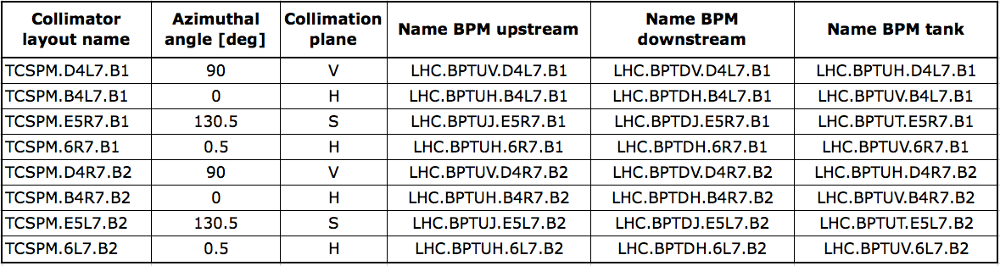 Collimator layout name Azimuthal angle [deg] Collimation plane Name BPM upstream Name BPM downstream Name BPM tank
TCSPM.D4L7.B1 90 V LHC.BPTUV.D4L7.B1 LHC.BPTDV.D4L7.B1 LHC.BPTUH.D4L7.B1
TCSPM.B4L7.B1 0 H LHC.BPTUH.B4L7.B1 LHC.BPTDH.B4L7.B1 LHC.BPTUV.B4L7.B1
TCSPM.E5R7.B1 130.5 S LHC.BPTUJ.E5R7.B1 LHC.BPTDJ.E5R7.B1 LHC.BPTUT.E5R7.B1
TCSPM.6R7.B1 0.5 H LHC.BPTUH.6R7.B1 LHC.BPTDH.6R7.B1 LHC.BPTUV.6R7.B1
TCSPM.D4R7.B2 90 V LHC.BPTUV.D4R7.B2 LHC.BPTDV.D4R7.B2 LHC.BPTUH.D4R7.B2
TCSPM.B4R7.B2 0 H LHC.BPTUH.B4R7.B2 LHC.BPTDH.B4R7.B2 LHC.BPTUV.B4R7.B2
TCSPM.E5L7.B2 130.5 S LHC.BPTUJ.E5L7.B2 LHC.BPTDJ.E5L7.B2 LHC.BPTUT.E5L7.B2
TCSPM.6L7.B2 0.5 H LHC.BPTUH.6L7.B2 LHC.BPTDH.6L7.B2 LHC.BPTUV.6L7.B2